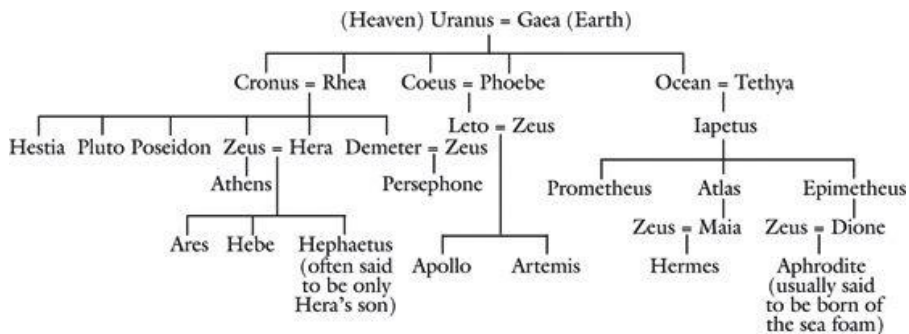 (Heaven) Uranus = Gaea (Earth)
Cronus = Rhea Coeus = Phoebe Ocean = Tethya
Leto = Zeus Iapetus
Hestia Pluto Poseidon Zeus = Hera Demeter = Zeus
Athens Persephone Prometheus Atlas Epimetheus
Zeus = Maia Zeus = Dione
Ares Hebe Hephaetus
(often said
to be only
Hera's son)
Apollo Artemis Hermes Aphrodite
(usually said
to be born of
the sea foam)